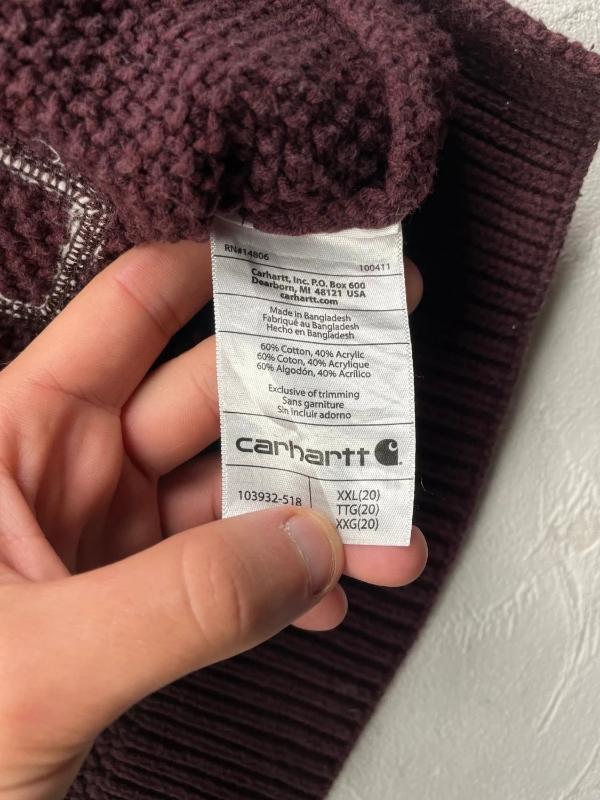 RN#14806 100411
Carhartt, Inc. P.O. Box 600
Dearborn, MI 48121 USA
carhartt.com
Made in Bangladesh
Fabriqué au Bangladesh
Hecho en Bangladesh
60% Cotton, 40% Acrylic
60% Coton, 40% Acrylique
60% Algodón, 40% Acrílico
Exclusive of trimming
Sans garniture
Sin incluir adorno
carhartt
103932-518 XXL(20)
TTG(20)
XXG(20)